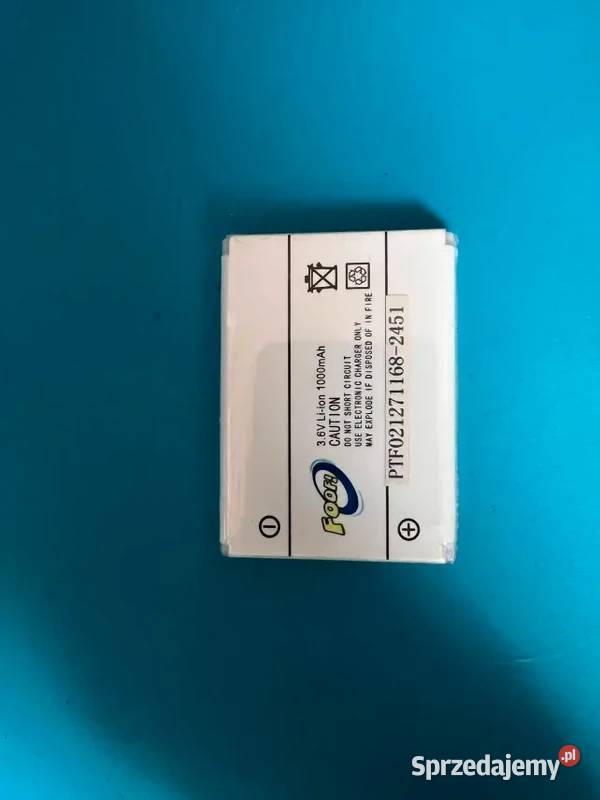 3.6V Li-ion 1000mAh
CAUTION
DO NOT SHORT CIRCUIT
USE ELECTRONIC CHARGER ONLY
MAY EXPLODE IF DISPOSED OF IN FIRE
PTF021271168-2451
FOOFI
Sprzedajemy.pl